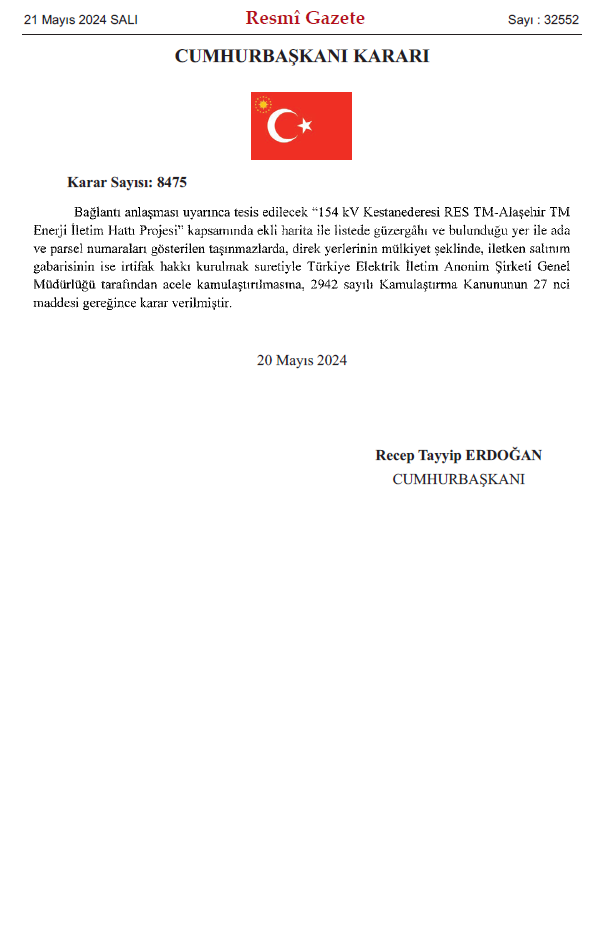 21 Mayıs 2024 SALI Resmî Gazete Sayı : 32552
CUMHURBAŞKANI KARARI
Karar Sayısı: 8475
Bağlantı anlaşması uyarınca tesis edilecek “154 kV Kestanederesi RES TM-Alaşehir TM
Enerji İletim Hattı Projesi” kapsamında ekli harita ile listede güzergâhı ve bulunduğu yer ile ada
ve parsel numaraları gösterilen taşınmazlarda, direk yerlerinin mülkiyet şeklinde, iletken salınım
gabarisinin ise irtifak hakkı kurulmak suretiyle Türkiye Elektrik İletim Anonim Şirketi Genel
Müdürlüğü tarafından acele kamulaştırılmasına, 2942 sayılı Kamulaştırma Kanununun 27 nci
maddesi gereğince karar verilmiştir.
20 Mayıs 2024
Recep Tayyip ERDOĞAN
CUMHURBAŞKANI